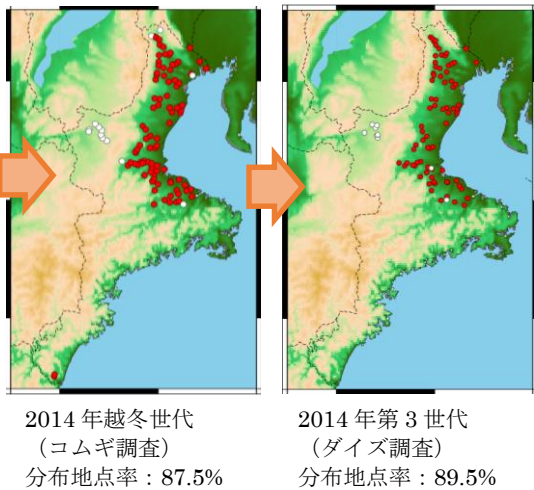 2014 年越冬世代
（コムギ調査）
分布地点率：87.5%
2014 年第 3 世代
（ダイズ調査）
分布地点率：89.5%